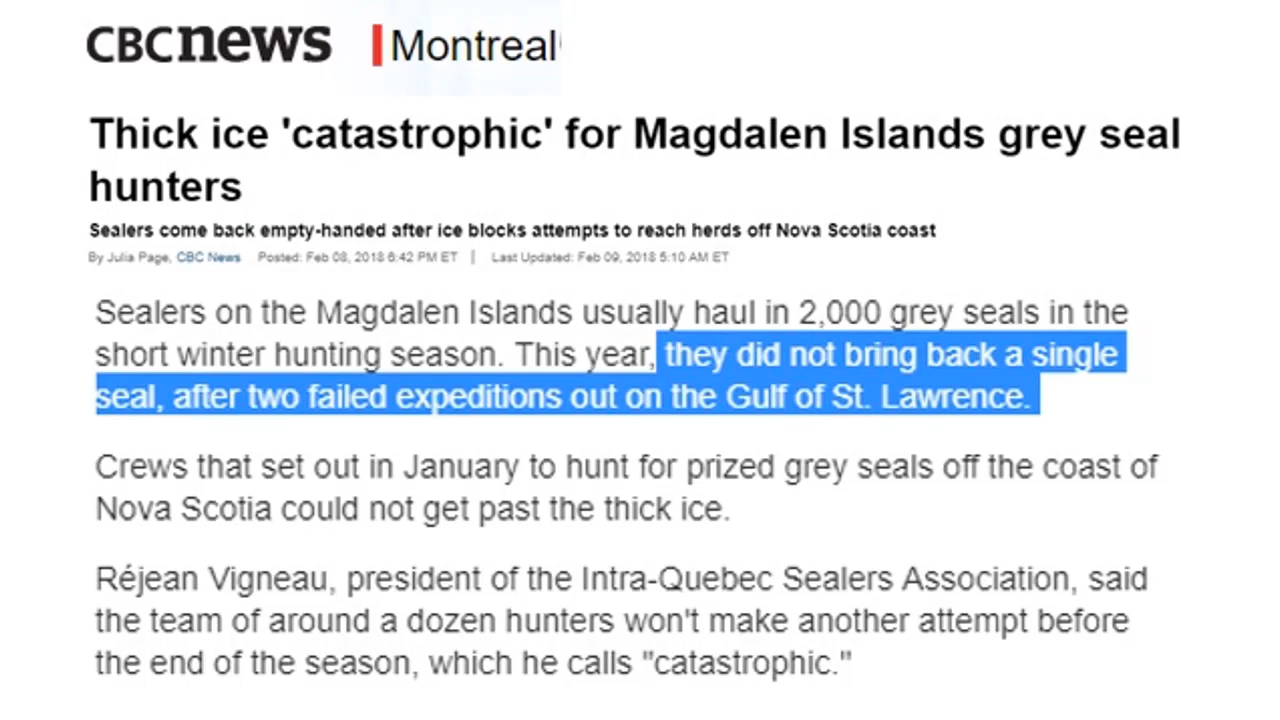 CBCnews | Montreal
Thick ice 'catastrophic' for Magdalen Islands grey seal
hunters
Sealers come back empty-handed after ice blocks attempts to reach herds off Nova Scotia coast
By Julia Page, CBC News Posted: Feb 08, 2018 6:42 PM ET | Last Updated: Feb 09, 2018 5:10 AM ET
Sealers on the Magdalen Islands usually haul in 2,000 grey seals in the
short winter hunting season. This year, they did not bring back a single
seal, after two failed expeditions out on the Gulf of St. Lawrence.
Crews that set out in January to hunt for prized grey seals off the coast of
Nova Scotia could not get past the thick ice.
Réjean Vigneau, president of the Intra-Quebec Sealers Association, said
the team of around a dozen hunters won't make another attempt before
the end of the season, which he calls "catastrophic."